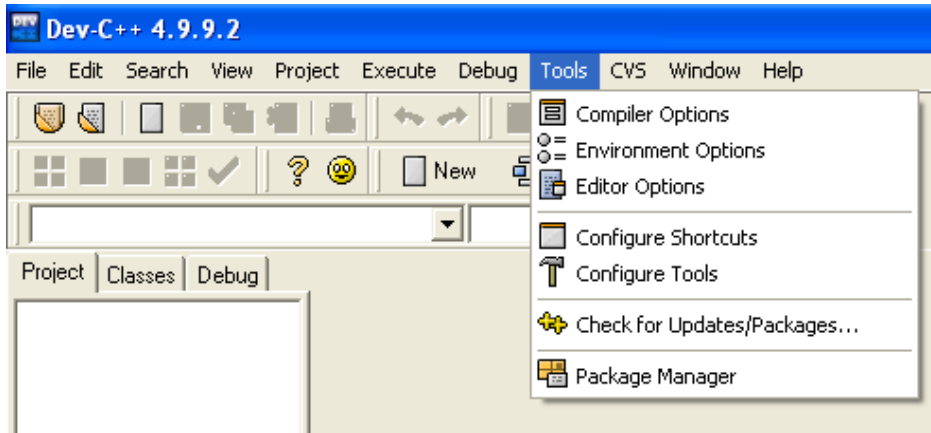 Dev-C++ 4.9.9.2
File Edit Search View Project Execute Debug Tools CVS Window Help
New
Project Classes Debug
Compiler Options
Environment Options
Editor Options
Configure Shortcuts
Configure Tools
Check for Updates/Packages...
Package Manager